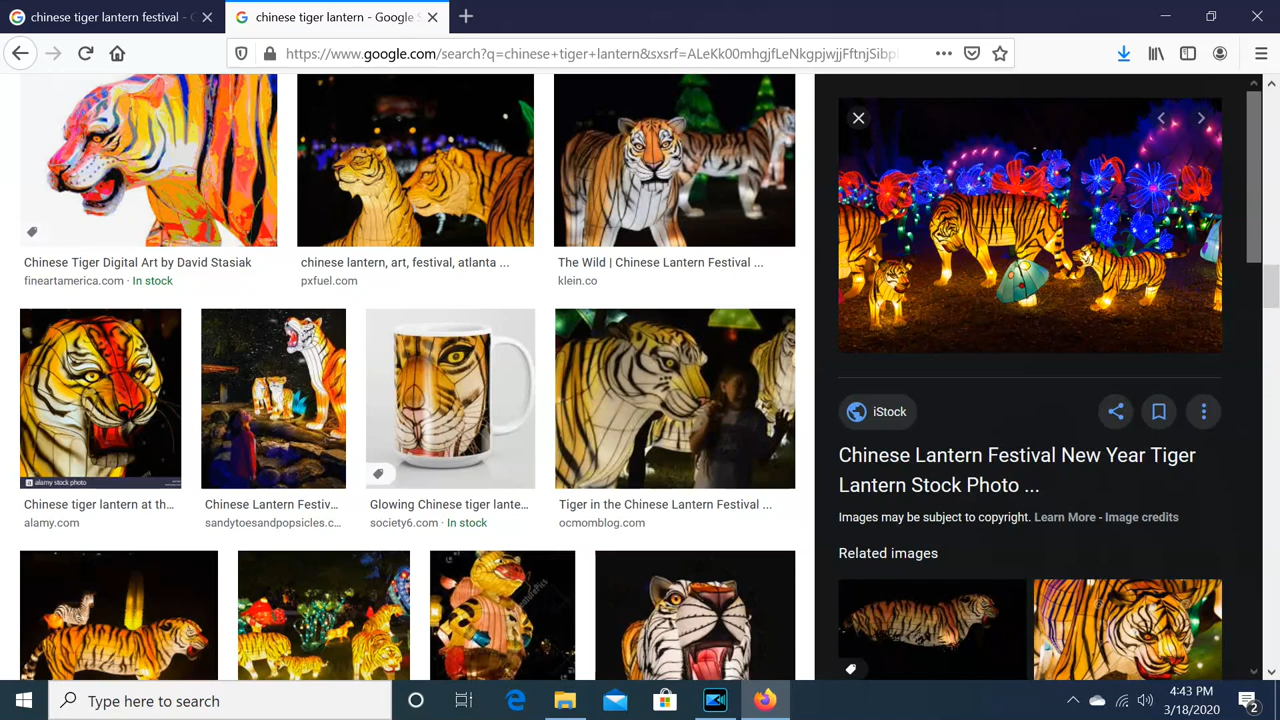 chinese tiger lantern festival - G
chinese tiger lantern - Google S
https://www.google.com/search?q=chinese+tiger+lantern&sxsrf=ALeKk00mhgjfLeNkgpjwjjFftnjSibpl
Chinese Tiger Digital Art by David Stasiak
fineartamerica.com · In stock
chinese lantern, art, festival, atlanta ...
pxfuel.com
The Wild | Chinese Lantern Festival ...
klein.co
a alamy stock photo
Chinese tiger lantern at th...
alamy.com
Chinese Lantern Festiv...
sandytoesandpopsicles.c...
Glowing Chinese tiger lante...
society6.com · In stock
Tiger in the Chinese Lantern Festival ...
ocmomblog.com
iStock
Chinese Lantern Festival New Year Tiger
Lantern Stock Photo ...
Images may be subject to copyright. Learn More - Image credits
Related images
Type here to search
4:43 PM
3/18/2020
2